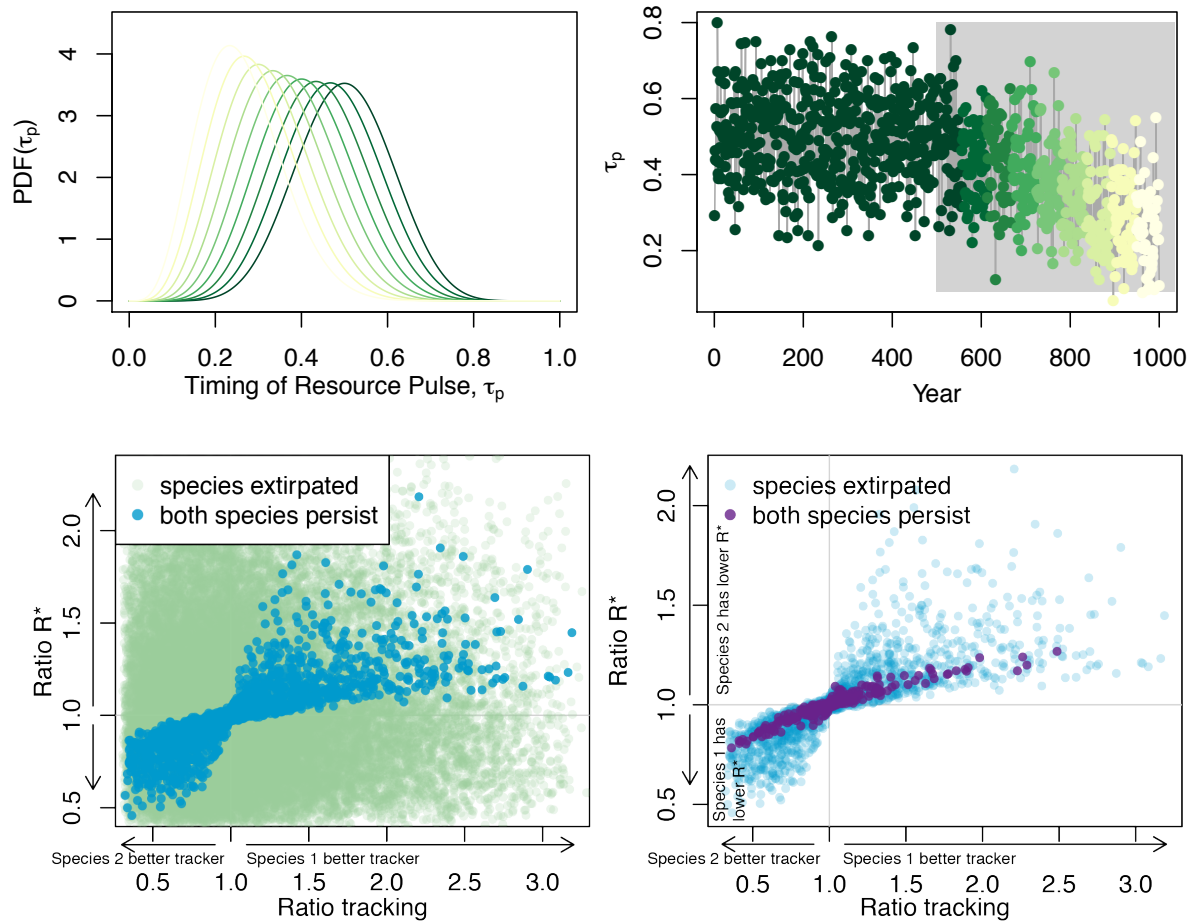 PDF(τp)
4
3
2
1
0
0.0 0.2 0.4 0.6 0.8 1.0
Timing of Resource Pulse, τp
τp
0.8
0.6
0.4
0.2
0 200 400 600 800 1000
Year
species extirpated
both species persist
Ratio R*
2.0
1.5
1.0
0.5
Species 2 better tracker
Species 1 better tracker
0.5 1.0 1.5 2.0 2.5 3.0
Ratio tracking
species extirpated
both species persist
Ratio R*
2.0
1.5
1.0
0.5
Species 2 has lower R*
Species 1 has
lower R*
Species 2 better tracker
Species 1 better tracker
0.5 1.0 1.5 2.0 2.5 3.0
Ratio tracking